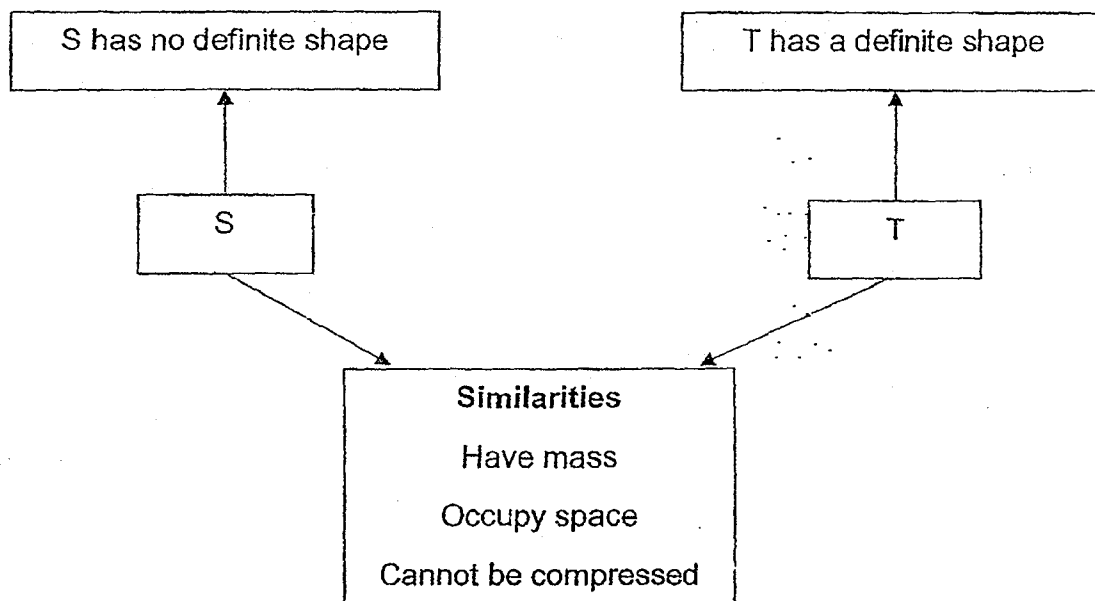 S has no definite shape
T has a definite shape
S
T
Similarities
Have mass
Occupy space
Cannot be compressed